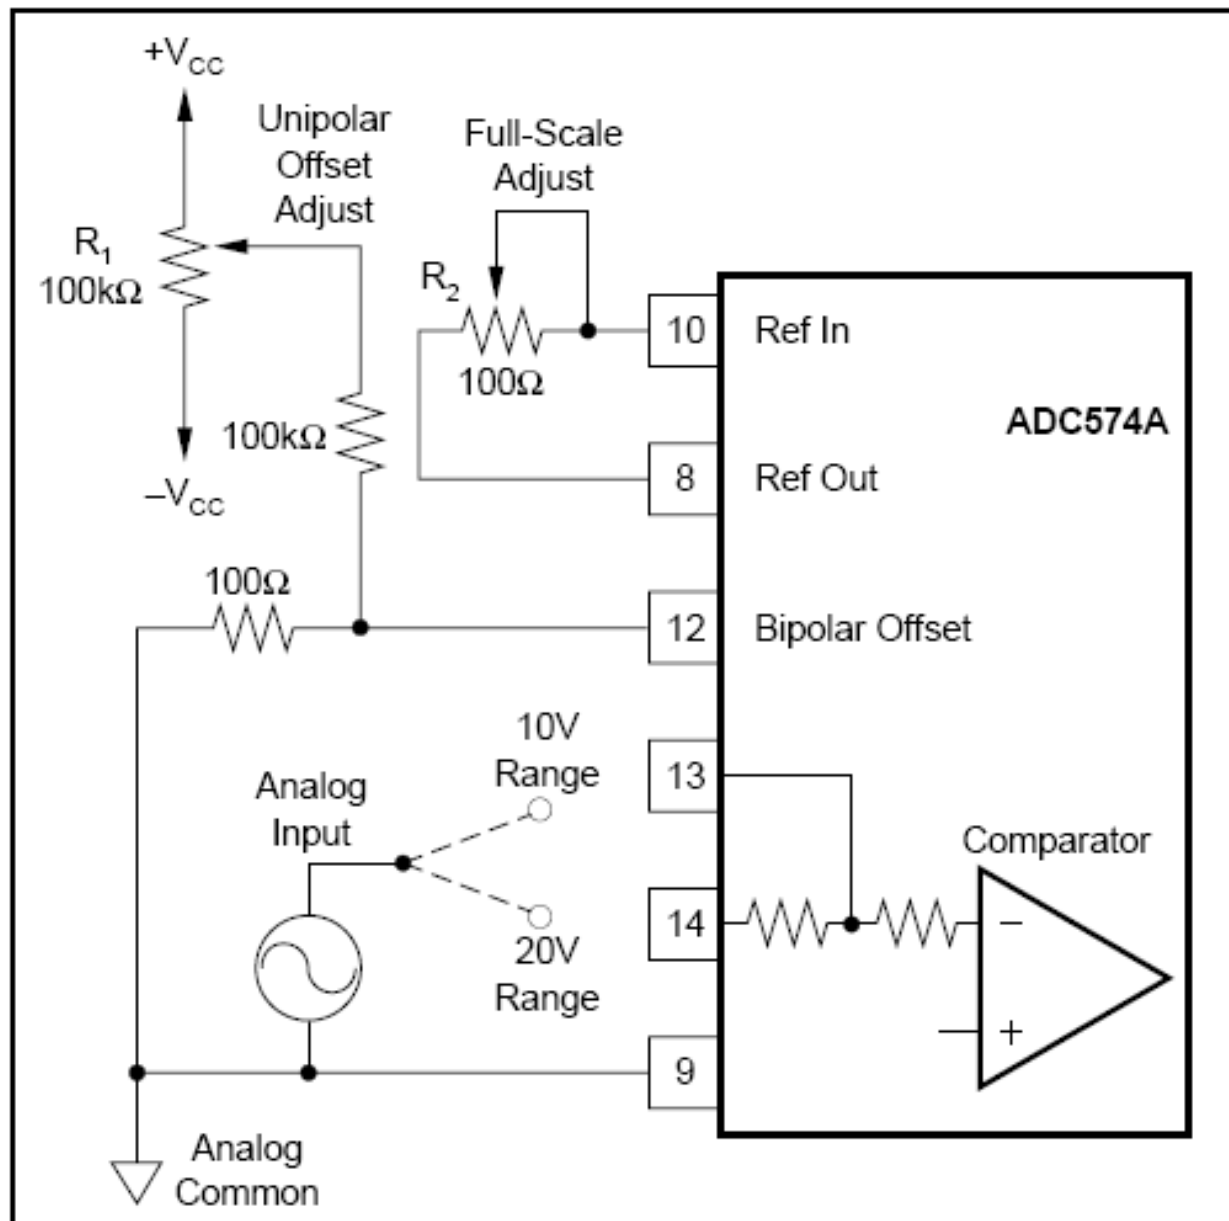 +VCC
Unipolar
Offset
Adjust
Full-Scale
Adjust
R1
100kΩ
R2
100Ω
10
Ref In
ADC574A
100kΩ
8
Ref Out
–VCC
100Ω
12
Bipolar Offset
10V
Range
13
Analog
Input
Comparator
14
–
20V
Range
+
9
Analog
Common